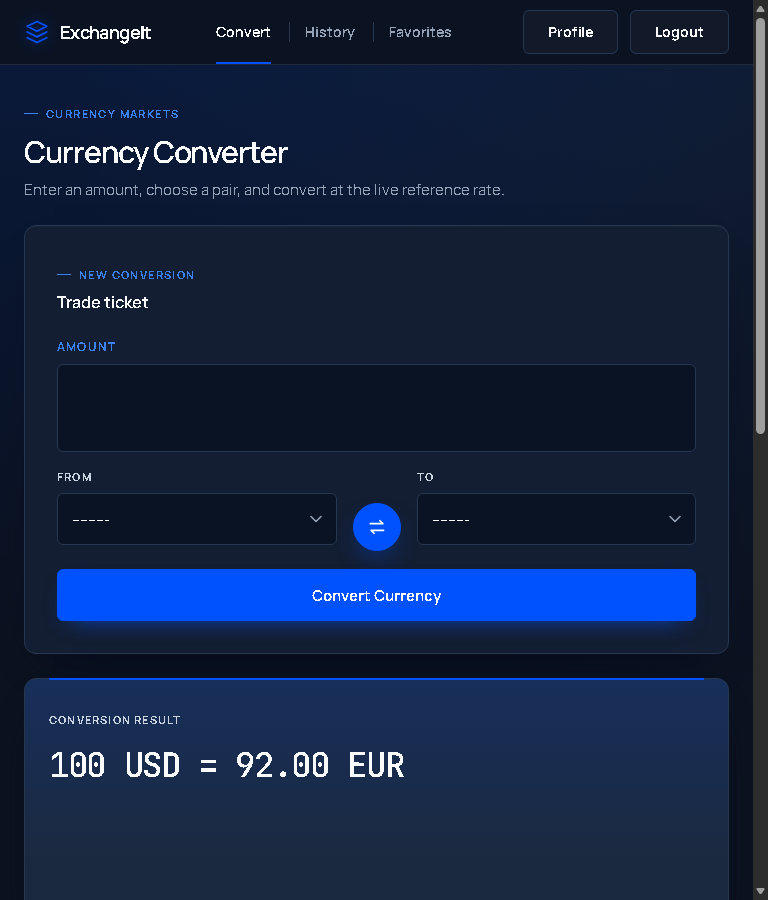 ExchangeIt
Convert
History
Favorites
Profile
Logout
CURRENCY MARKETS
Currency Converter
Enter an amount, choose a pair, and convert at the live reference rate.
NEW CONVERSION
Trade ticket
AMOUNT
FROM
TO
-----
-----
Convert Currency
CONVERSION RESULT
100 USD = 92.00 EUR